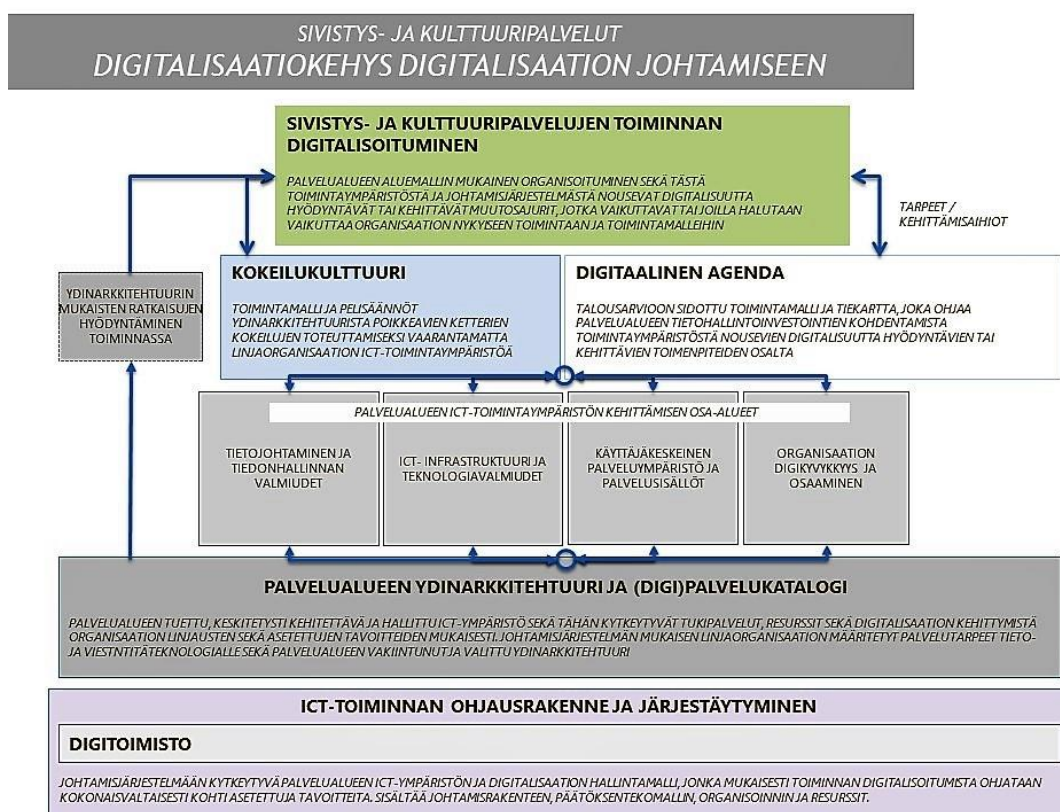 SIVISTYS- JA KULTTUURIPALVELUT
DIGITALISAATIOKEHYS DIGITALISAATION JOHTAMISEEN
SIVISTYS- JA KULTTUURIPALVELUJEN TOIMINNAN
DIGITALISOITUMINEN
PALVELUALUEEN ALUEMALLIN MUKAINEN ORGANISOITUMINEN SEKÄ TÄSTÄ
TOIMINTAYMPÄRISTÖSTÄ JA JOHTAMISJÄRJESTELMÄSTÄ NOUSEVAT DIGITALISUUTTA
HYÖDYNTÄVÄT TAI KEHITTÄVÄT MUUTOSAJURIT, JOTKA VAIKUTTAVAT TAI JOILLA HALUTAAN
VAIKUTTAA ORGANISAATION NYKYISEEN TOIMINTAAN JA TOIMINTAMALLEIHIN
TARPEET /
KEHITTÄMISAIHIOT
YDINARKKITEHTUURIN
MUKAISTEN RATKAISUJEN
HYÖDYNTÄMINEN
TOIMINNASSA
KOKEILUKULTTUURI
TOIMINTAMALLI JA PELISÄÄNNÖT
YDINARKKITEHTUURISTA POIKKEAVIEN KETTERIEN
KOKEILUJEN TOTEUTTAMISEKSI VAARANTAMATTA
LINJAORGANISAATION ICT-TOIMINTAYMPÄRISTÖÄ
DIGITAALINEN AGENDA
TALOUSARVIOON SIDOTTU TOIMINTAMALLI JA TIEKARTTA, JOKA OHJAA
PALVELUALUEEN TIETOHALLINTOINVESTOINTIEN KOHDENTAMISTA
TOIMINTAYMPÄRISTÖSTÄ NOUSEVIEN DIGITALISUUTTA HYÖDYNTÄVIEN TAI
KEHITTÄVIEN TOIMENPITEIDEN OSALTA
PALVELUALUEEN ICT-TOIMINTAYMPÄRISTÖN KEHITTÄMISEN OSA-ALUEET
TIETOJOHTAMINEN JA
TIEDONHALLINNAN
VALMIUDET
ICT- INFRASTRUKTUURI JA
TEKNOLOGIAVALMIUDET
KÄYTTÄJÄKESKEINEN
PALVELUYMPÄRISTÖ JA
PALVELUSISÄLLÖT
ORGANISAATION
DIGIKYVYKKYYS JA
OSAAMINEN
PALVELUALUEEN YDINARKKITEHTUURI JA (DIGI)PALVELUKATALOGI
PALVELUALUEEN TUETTU, KESKITETYSTI KEHITETTÄVÄ JA HALLITTU ICT-YMPÄRISTÖ SEKÄ TÄHÄN KYTKEYTYVÄT TUKIPALVELUT, RESURSSIT SEKÄ DIGITALISAATION KEHITTYMISTÄ
ORGANISAATION LINJAUSTEN SEKÄ ASETETTUJEN TAVOITTEIDEN MUKAISESTI. JOHTAMISJÄRJESTELMÄN MUKAISEN LINJAORGANISAATION MÄÄRITETYT PALVELUTARPEET TIETO-
JA VIESTNTITÄTEKNOLOGIALLE SEKÄ PALVELUALUEEN VAKIINTUNUT JA VALITTU YDINARKKITEHTUURI
ICT-TOIMINNAN OHJAUSRAKENNE JA JÄRJESTÄYTYMINEN
DIGITOIMISTO
JOHTAMISJÄRJESTELMÄÄN KYTKEYTYVÄ PALVELUALUEEN ICT-YMPÄRISTÖN JA DIGITALISAATION HALLINTAMALLI, JONKA MUKAISESTI TOIMINNAN DIGITALISOITUMISTA OHJATAAN
KOKONAISVALTAISESTI KOHTI ASETETTUJA TAVOITTEITA. SISÄLTÄÄ JOHTAMISRAKENTEEN, PÄÄTÖKSENTEKOMALLIN, ORGANISOINNIN JA RESURSSIT.